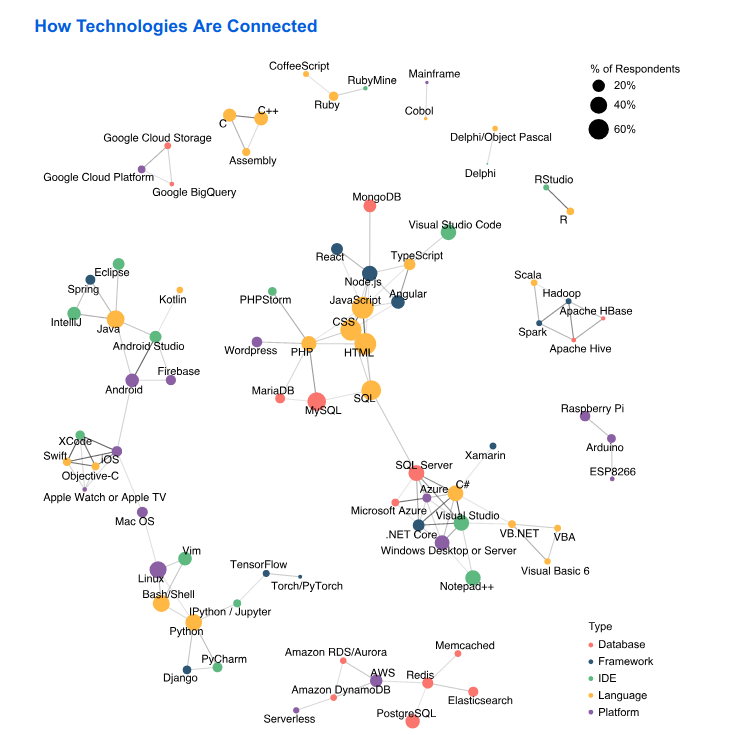 How Technologies Are Connected
CoffeeScript
RubyMine
Ruby
Mainframe
Cobol
% of Respondents
20%
40%
60%
C
C++
Assembly
Delphi/Object Pascal
Delphi
Google Cloud Storage
Google Cloud Platform
Google BigQuery
RStudio
R
MongoDB
Visual Studio Code
React
TypeScript
Node.js
Angular
JavaScript
CSS
PHPStorm
Wordpress
PHP
HTML
MariaDB
MySQL
SQL
Eclipse
Spring
Kotlin
IntelliJ
Java
Android Studio
Firebase
Android
Scala
Hadoop
Apache HBase
Spark
Apache Hive
Raspberry Pi
Arduino
ESP8266
XCode
Swift
iOS
Objective-C
Apple Watch or Apple TV
Mac OS
Xamarin
SQL Server
Azure
C#
Microsoft Azure
Visual Studio
.NET Core
VB.NET
VBA
Windows Desktop or Server
Visual Basic 6
Notepad++
Vim
Linux
Bash/Shell
TensorFlow
Torch/PyTorch
IPython / Jupyter
Python
PyCharm
Django
Amazon RDS/Aurora
Memcached
AWS
Redis
Amazon DynamoDB
Elasticsearch
Serverless
PostgreSQL
Type
Database
Framework
IDE
Language
Platform